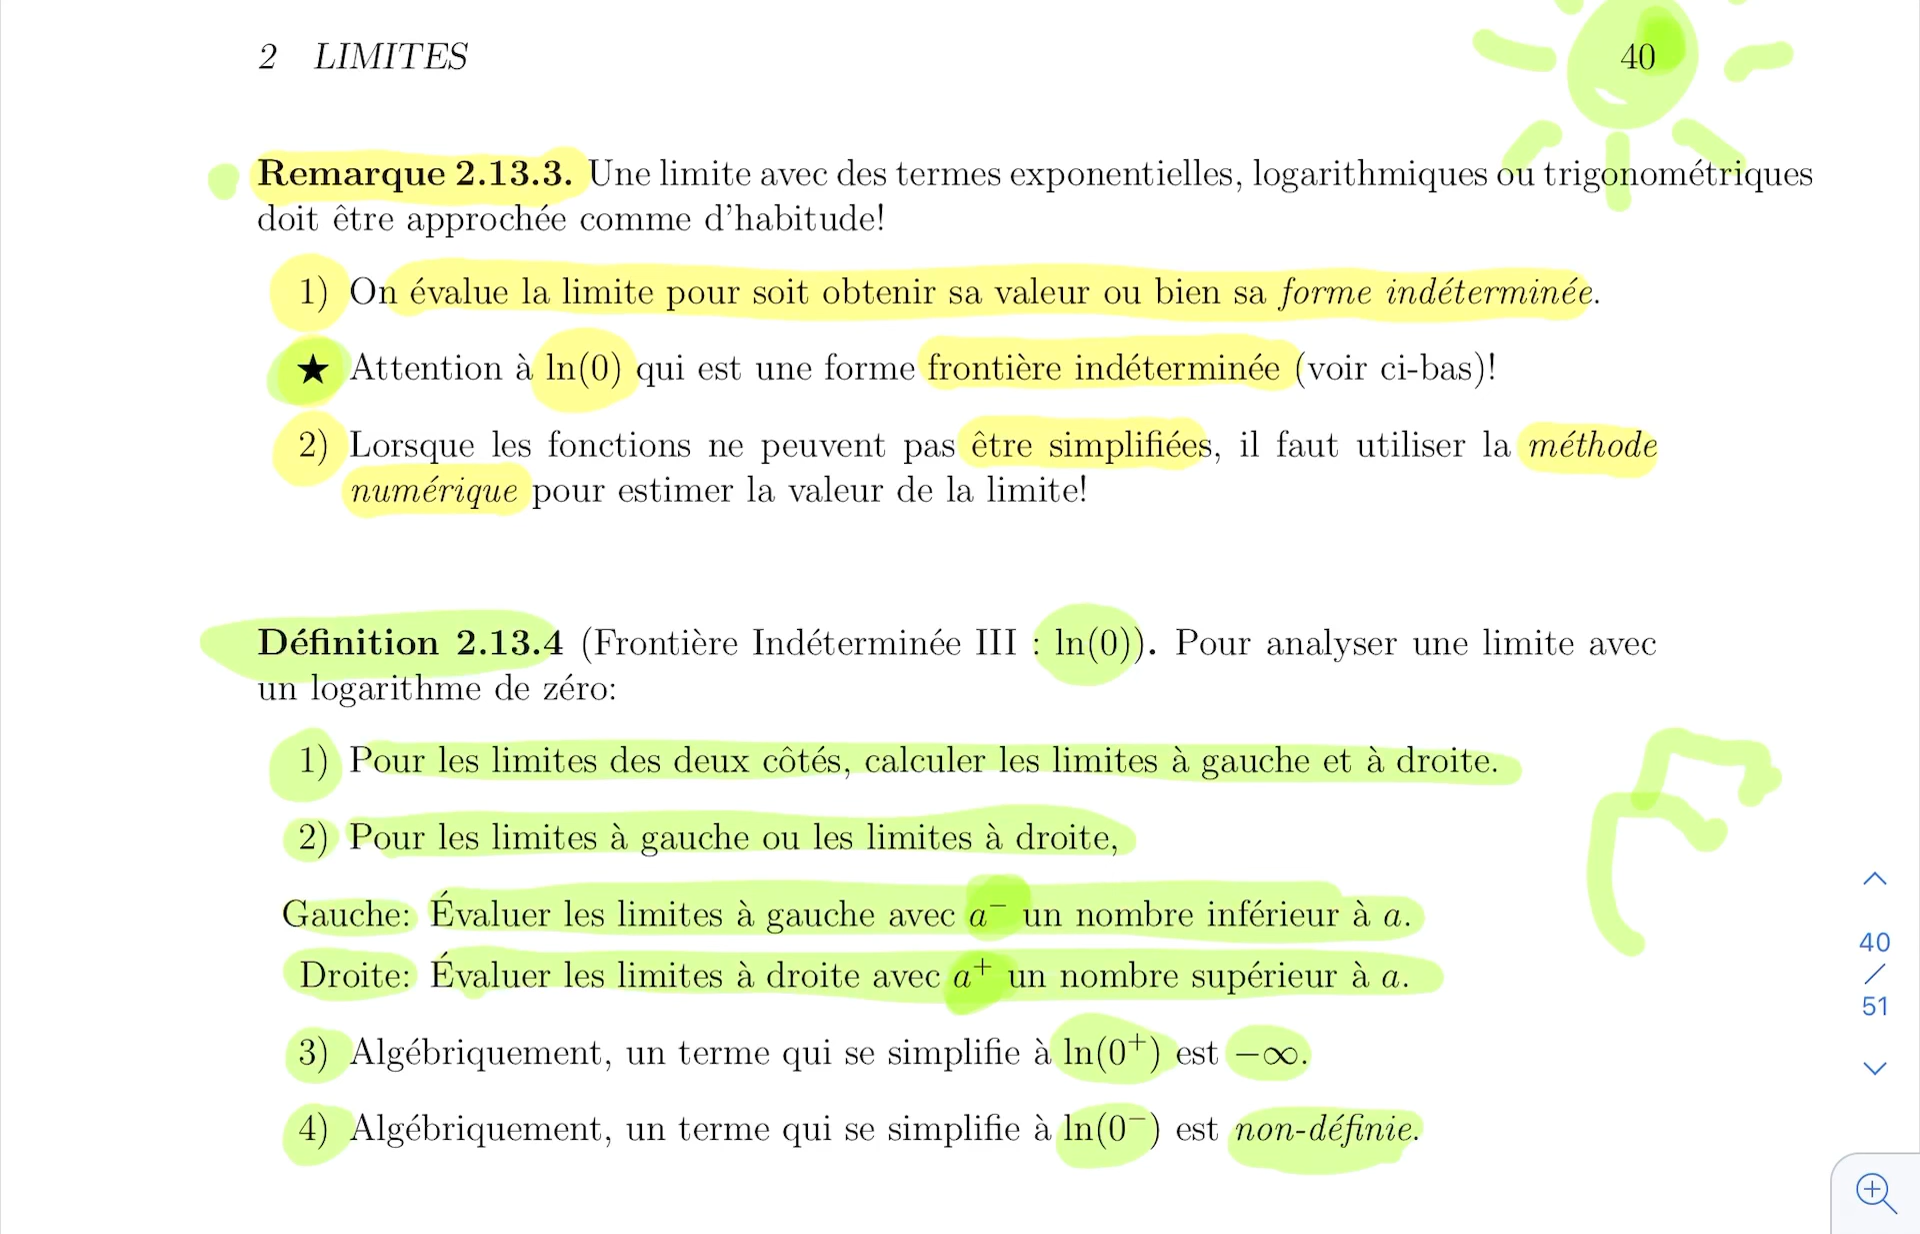 2 LIMITES 40
Remarque 2.13.3. Une limite avec des termes exponentielles, logarithmiques ou trigonométriques
doit être approchée comme d'habitude!
1) On évalue la limite pour soit obtenir sa valeur ou bien sa forme indéterminée.
★ Attention à ln(0) qui est une forme frontière indéterminée (voir ci-bas)!
2) Lorsque les fonctions ne peuvent pas être simplifiées, il faut utiliser la méthode
numérique pour estimer la valeur de la limite!
Définition 2.13.4 (Frontière Indéterminée III : ln(0)). Pour analyser une limite avec
un logarithme de zéro:
1) Pour les limites des deux côtés, calculer les limites à gauche et à droite.
2) Pour les limites à gauche ou les limites à droite,
Gauche: Évaluer les limites à gauche avec a⁻ un nombre inférieur à a.
Droite: Évaluer les limites à droite avec a⁺ un nombre supérieur à a.
3) Algébriquement, un terme qui se simplifie à ln(0⁺) est −∞.
4) Algébriquement, un terme qui se simplifie à ln(0⁻) est non-définie.
40
/
51